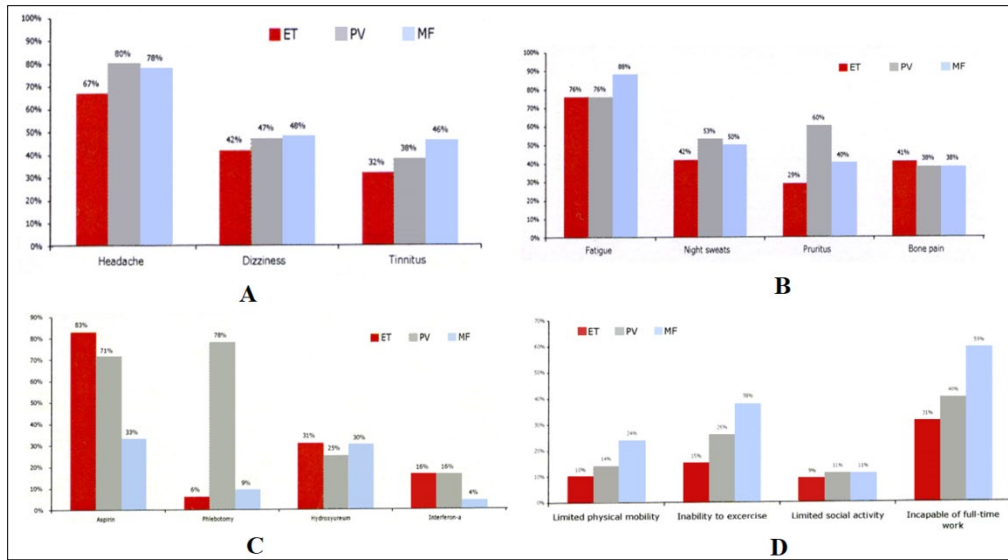 100%
90%
80%
70%
60%
50%
40%
30%
20%
10%
0%
ET PV MF
67% 80% 78%
42% 47% 48%
32% 38% 46%
Headache Dizziness Tinnitus
A
100%
90%
80%
70%
60%
50%
40%
30%
20%
10%
0%
ET PV MF
76% 76% 88%
42% 53% 50%
29% 60% 40%
41% 38% 38%
Fatigue Night sweats Pruritus Bone pain
B
90%
80%
70%
60%
50%
40%
30%
20%
10%
0%
ET PV MF
83% 71% 33%
6% 78% 9%
31% 25% 30%
16% 16% 4%
Aspirin Phlebotomy Hydrosyureum Interferon-a
C
70%
60%
50%
40%
30%
20%
10%
0%
ET PV MF
14% 24%
15% 38%
9% 11% 11%
31% 40% 59%
Limited physical mobility Inability to excercise Limited social activity Incapable of full-time
work
D